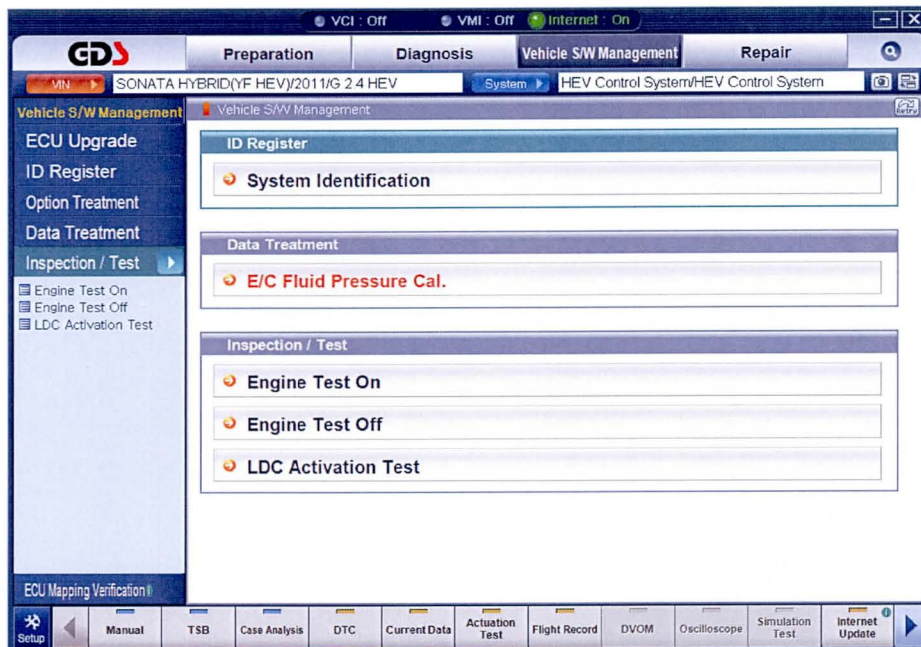 VCI : Off VMI : Off Internet : On
GDS Preparation Diagnosis Vehicle S/W Management Repair
VIN SONATA HYBRID(YF HEV)/2011/G 2.4 HEV System HEV Control System/HEV Control System
Vehicle S/W Management
ECU Upgrade
ID Register
Option Treatment
Data Treatment
Inspection / Test
Engine Test On
Engine Test Off
LDC Activation Test
ECU Mapping Verification
Vehicle S/W Management
Retry
ID Register
System Identification
Data Treatment
E/C Fluid Pressure Cal.
Inspection / Test
Engine Test On
Engine Test Off
LDC Activation Test
Setup Manual TSB Case Analysis DTC Current Data Actuation Test Flight Record DVOM Oscilloscope Simulation Test Internet Update